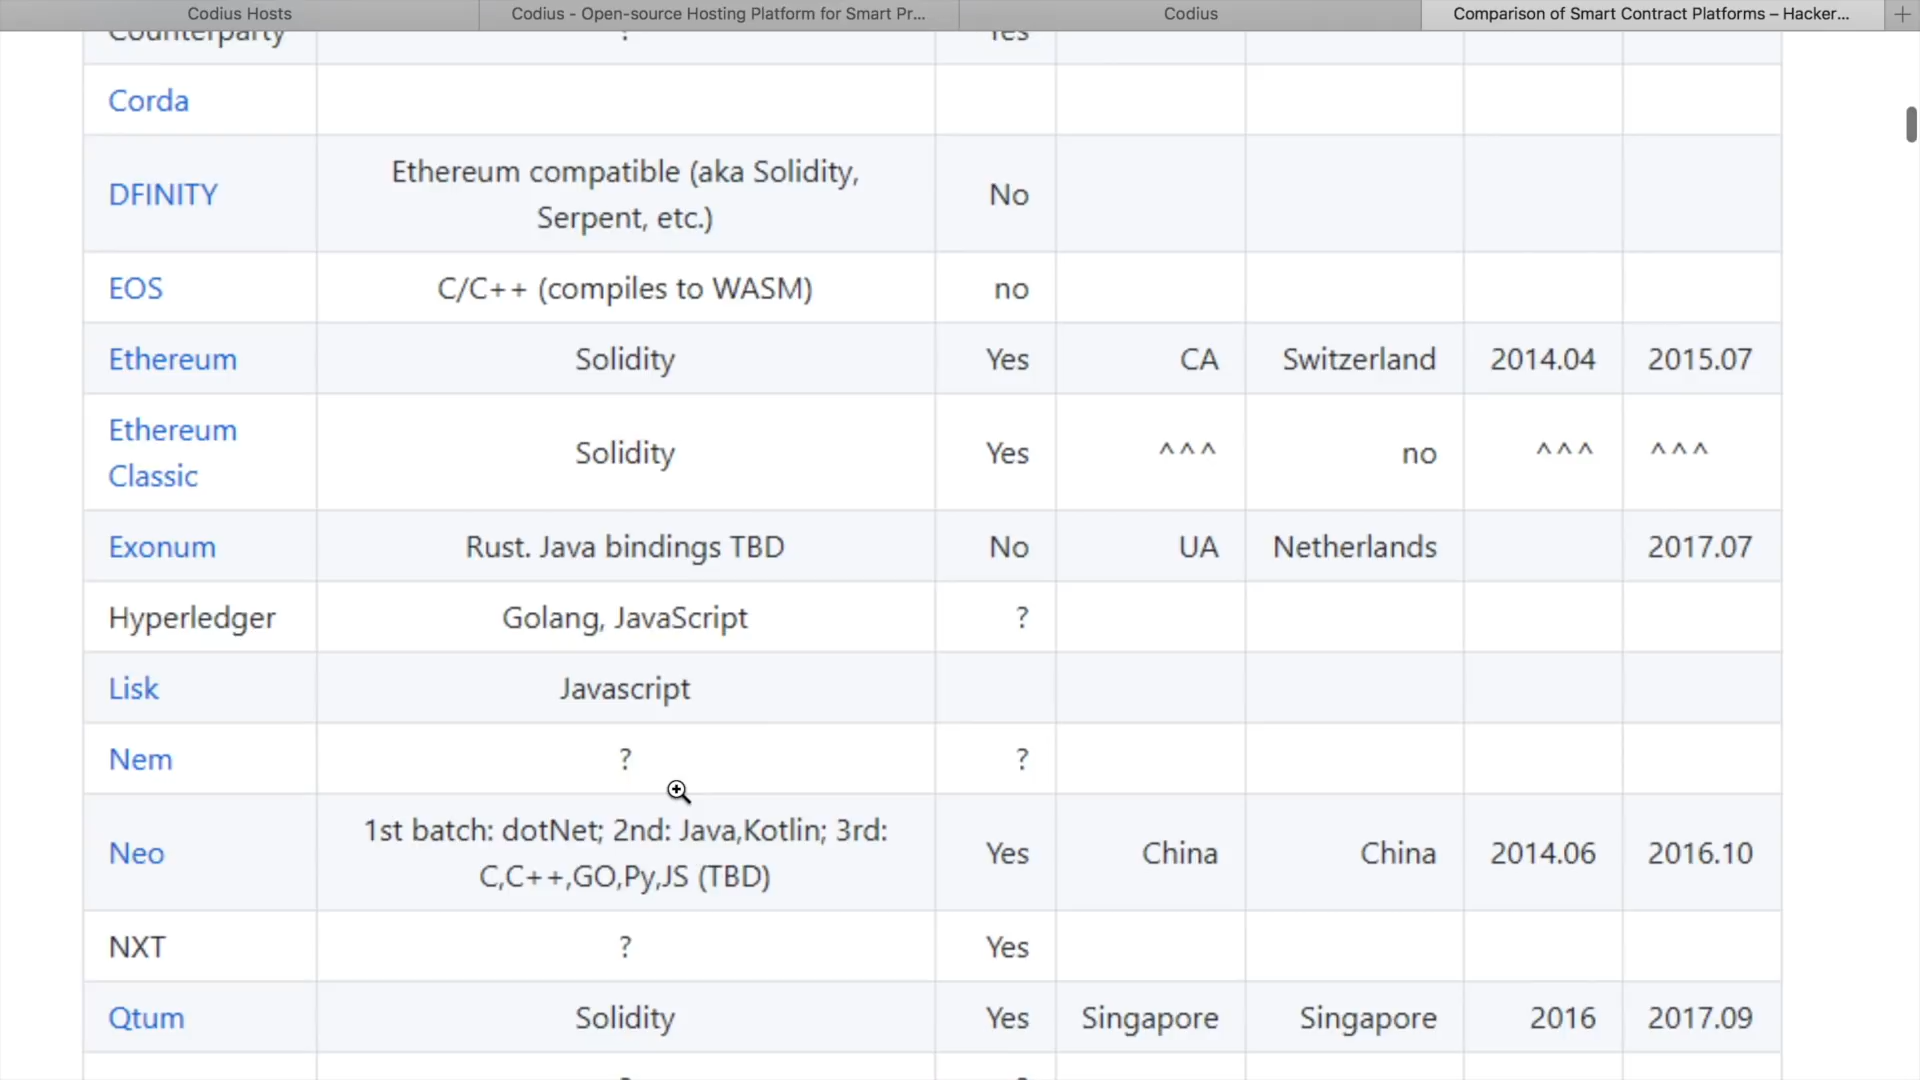 Codius Hosts
Codius - Open-source Hosting Platform for Smart Pr...
Codius
Comparison of Smart Contract Platforms – Hacker...
Counterparty ? Yes
Corda
DFINITY
Ethereum compatible (aka Solidity,
Serpent, etc.)
No
EOS C/C++ (compiles to WASM) no
Ethereum Solidity Yes CA Switzerland 2014.04 2015.07
Ethereum
Classic
Solidity Yes ^^^ no ^^^ ^^^
Exonum Rust. Java bindings TBD No UA Netherlands 2017.07
Hyperledger Golang, JavaScript ?
Lisk Javascript
Nem ? ?
Neo
1st batch: dotNet; 2nd: Java,Kotlin; 3rd:
C,C++,GO,Py,JS (TBD)
Yes China China 2014.06 2016.10
NXT ? Yes
Qtum Solidity Yes Singapore Singapore 2016 2017.09